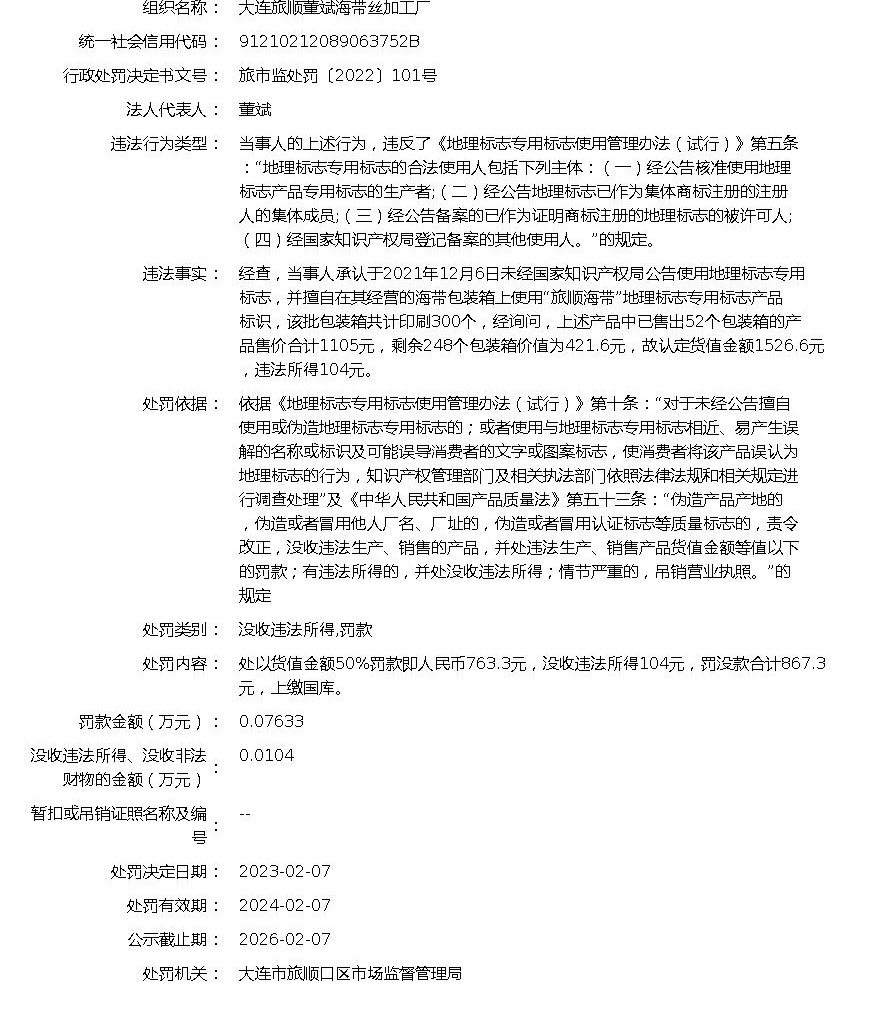 组织名称： 大连旅顺董斌海带丝加工厂
统一社会信用代码： 91210212089063752B
行政处罚决定书文号： 旅市监处罚〔2022〕101号
法人代表人： 董斌
违法行为类型： 当事人的上述行为，违反了《地理标志专用标志使用管理办法（试行）》第五条
：“地理标志专用标志的合法使用人包括下列主体：（一）经公告核准使用地理
标志产品专用标志的生产者;（二）经公告地理标志已作为集体商标注册的注册
人的集体成员;（三）经公告备案的已作为证明商标注册的地理标志的被许可人;
（四）经国家知识产权局登记备案的其他使用人。”的规定。
违法事实： 经查，当事人承认于2021年12月6日未经国家知识产权局公告使用地理标志专用
标志，并擅自在其经营的海带包装箱上使用“旅顺海带”地理标志专用标志产品
标识，该批包装箱共计印刷300个，经询问，上述产品中已售出52个包装箱的产
品售价合计1105元，剩余248个包装箱价值为421.6元，故认定货值金额1526.6元
，违法所得104元。
处罚依据： 依据《地理标志专用标志使用管理办法（试行）》第十条：“对于未经公告擅自
使用或伪造地理标志专用标志的；或者使用与地理标志专用标志相近、易产生误
解的名称或标识及可能误导消费者的文字或图案标志，使消费者将该产品误认为
地理标志的行为，知识产权管理部门及相关执法部门依照法律法规和相关规定进
行调查处理”及《中华人民共和国产品质量法》第五十三条：“伪造产品产地的
，伪造或者冒用他人厂名、厂址的，伪造或者冒用认证标志等质量标志的，责令
改正，没收违法生产、销售的产品，并处违法生产、销售产品货值金额等值以下
的罚款；有违法所得的，并处没收违法所得；情节严重的，吊销营业执照。”的
规定
处罚类别： 没收违法所得,罚款
处罚内容： 处以货值金额50%罚款即人民币763.3元，没收违法所得104元，罚没款合计867.3
元，上缴国库。
罚款金额（万元）： 0.07633
没收违法所得、没收非法
财物的金额（万元）： 0.0104
暂扣或吊销证照名称及编
号： --
处罚决定日期： 2023-02-07
处罚有效期： 2024-02-07
公示截止期： 2026-02-07
处罚机关： 大连市旅顺口区市场监督管理局